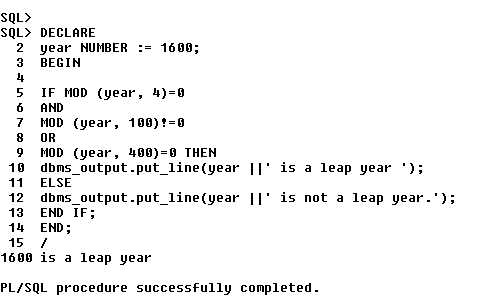 SQL>
SQL> DECLARE
2 year NUMBER := 1600;
3 BEGIN
4
5 IF MOD (year, 4)=0
6 AND
7 MOD (year, 100)!=0
8 OR
9 MOD (year, 400)=0 THEN
10 dbms_output.put_line(year ||' is a leap year ');
11 ELSE
12 dbms_output.put_line(year ||' is not a leap year.');
13 END IF;
14 END;
15 /
1600 is a leap year
PL/SQL procedure successfully completed.